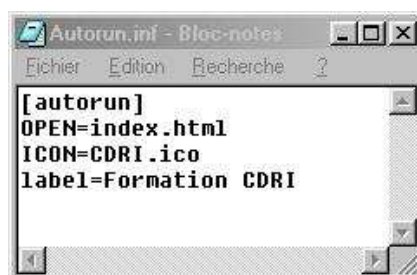 Autorun.inf - Bloc-notes
Fichier Edition Recherche ?
[autorun]
OPEN=index.html
ICON=CDRI.ico
label=Formation CDRI